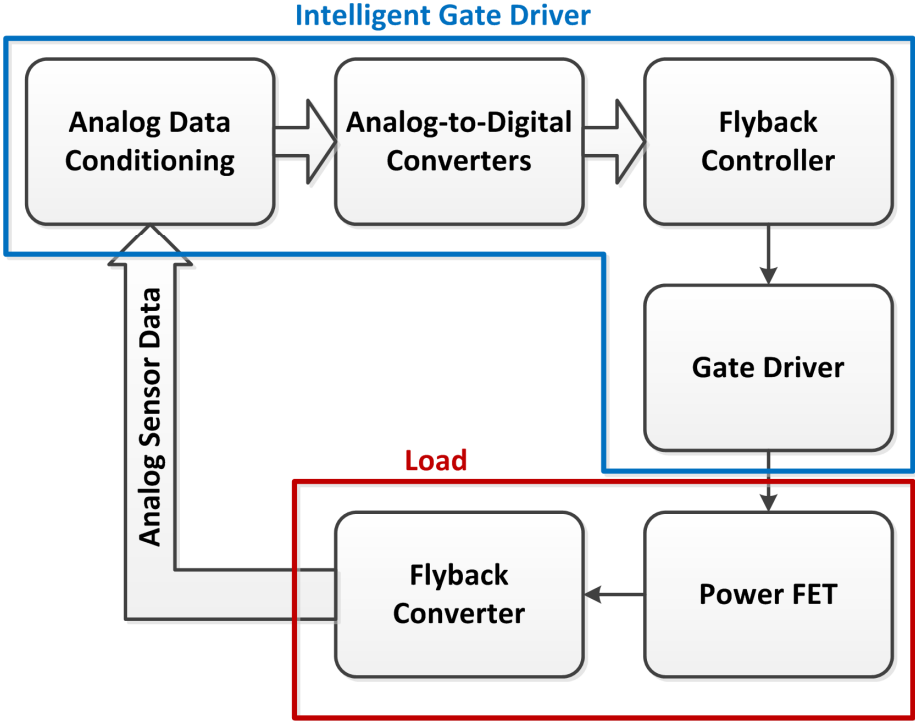 Intelligent Gate Driver
Analog Data
Conditioning
Analog-to-Digital
Converters
Flyback
Controller
Gate Driver
Analog Sensor Data
Load
Flyback
Converter
Power FET